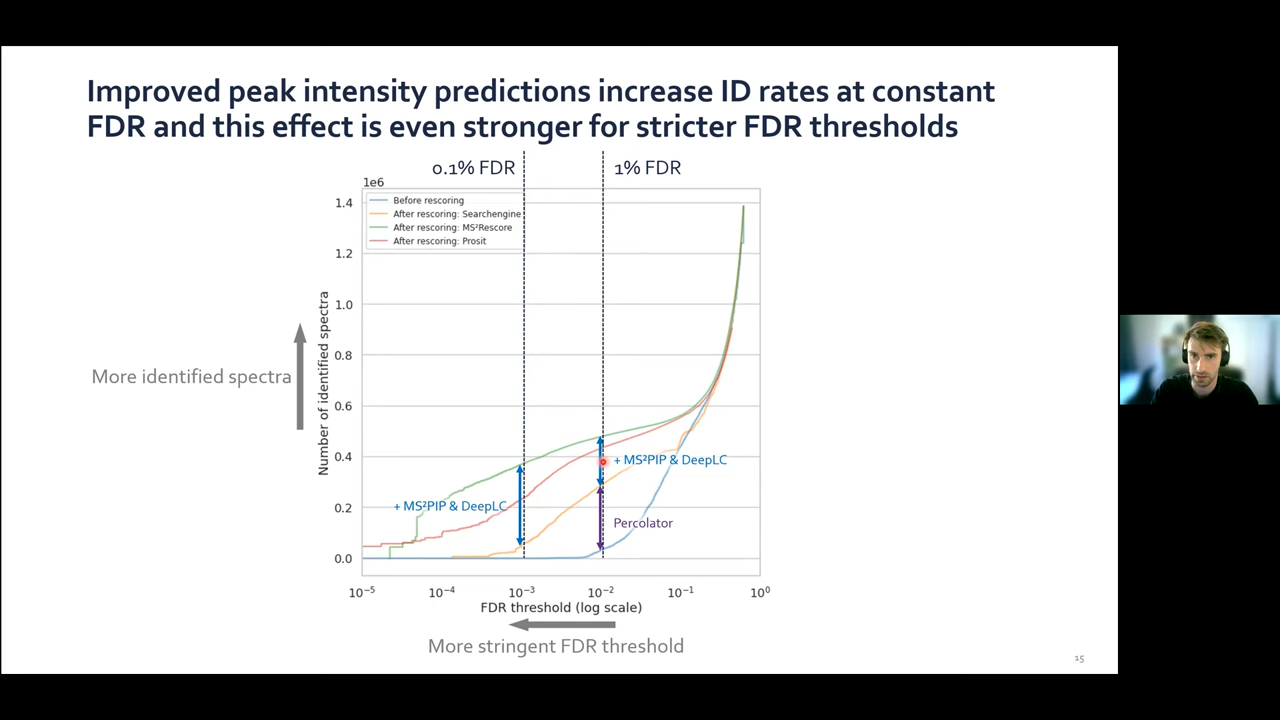 Improved peak intensity predictions increase ID rates at constant
FDR and this effect is even stronger for stricter FDR thresholds
0.1% FDR
1% FDR
1e6
Before rescoring
After rescoring: Searchengine
After rescoring: MS²Rescore
After rescoring: Prosit
1.4
1.2
1.0
0.8
0.6
0.4
0.2
0.0
Number of identified spectra
More identified spectra
+ MS²PIP & DeepLC
+ MS²PIP & DeepLC
Percolator
10⁻⁵
10⁻⁴
10⁻³
10⁻²
10⁻¹
10⁰
FDR threshold (log scale)
More stringent FDR threshold
15